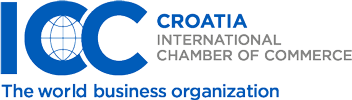 ICC
CROATIA
INTERNATIONAL
CHAMBER OF COMMERCE
The world business organization